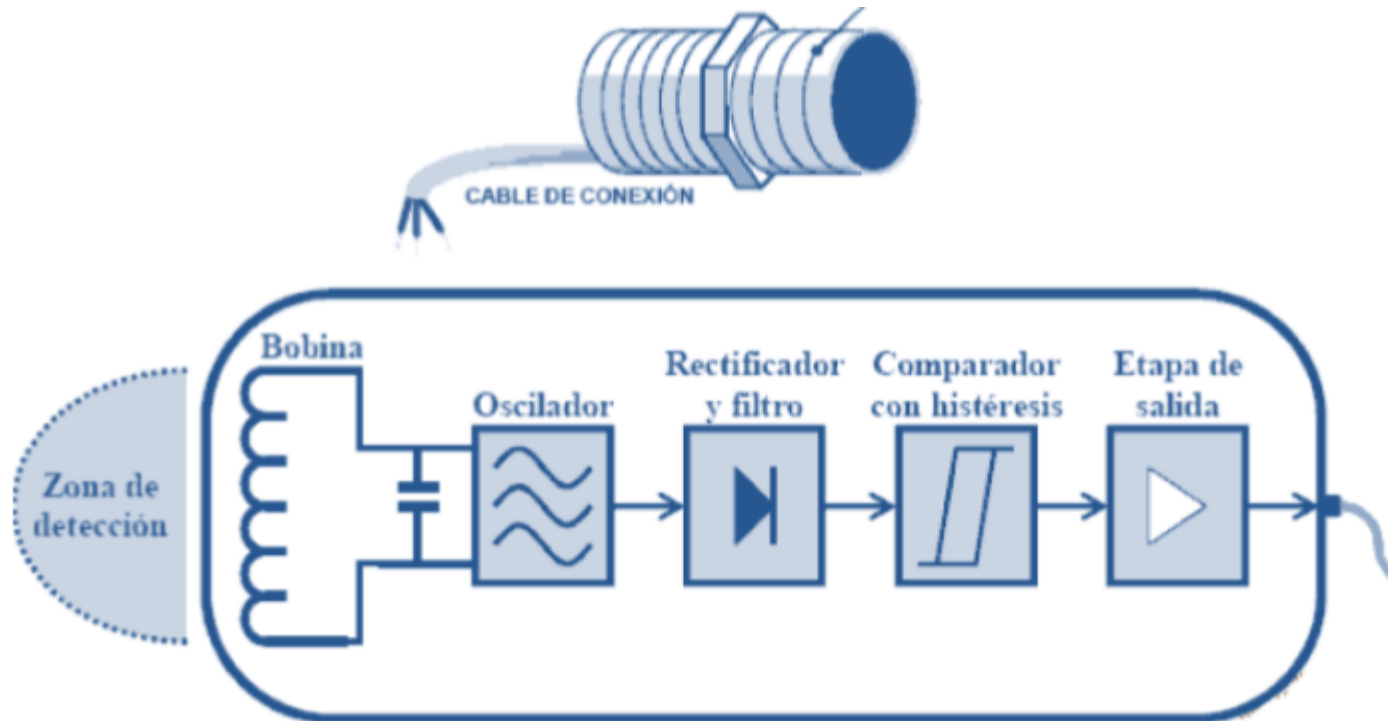 CABLE DE CONEXIÓN
Bobina
Zona de
detección
Oscilador
Rectificador
y filtro
Comparador
con histéresis
Etapa de
salida